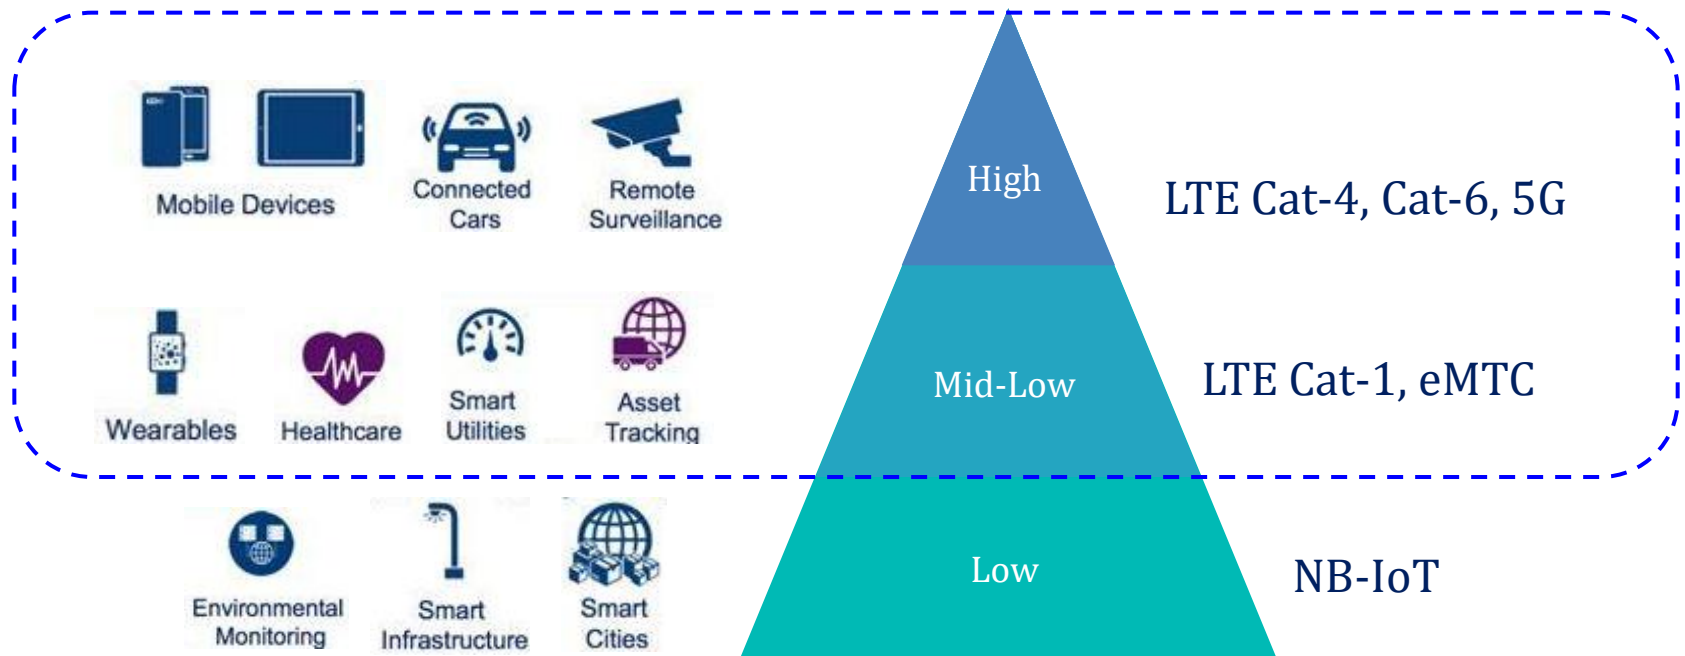 Mobile Devices
Connected
Cars
Remote
Surveillance
High
LTE Cat-4, Cat-6, 5G
Wearables
Healthcare
Smart
Utilities
Asset
Tracking
Mid-Low
LTE Cat-1, eMTC
Environmental
Monitoring
Smart
Infrastructure
Smart
Cities
Low
NB-IoT